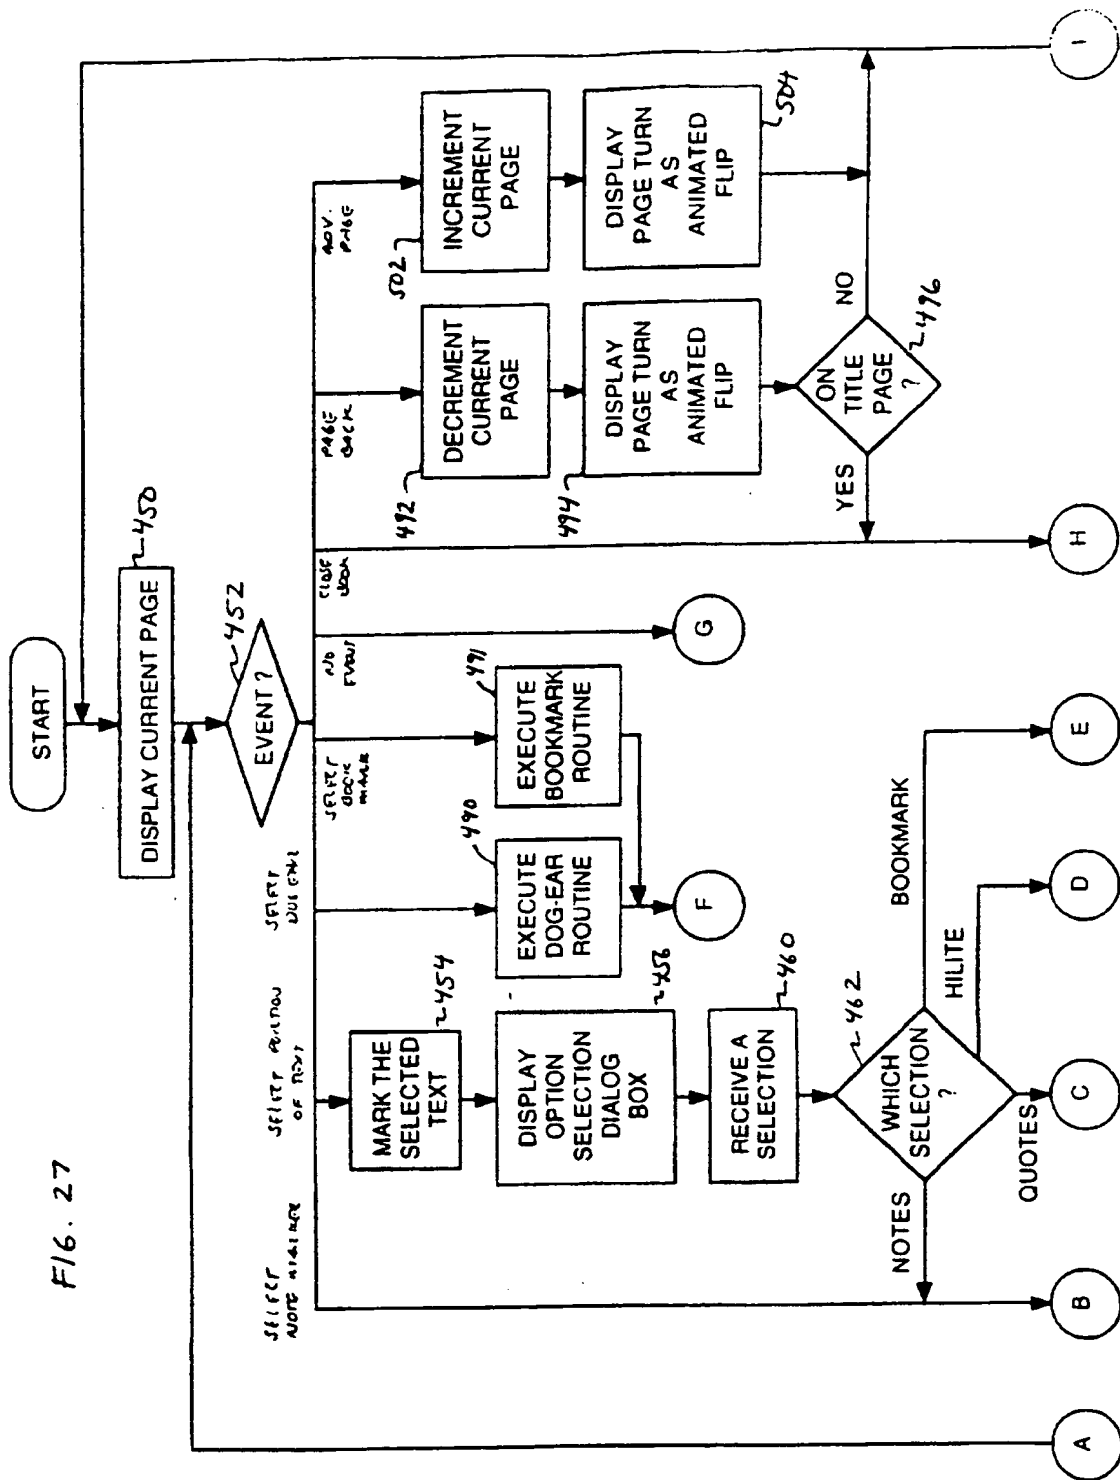 FIG. 27
START
DISPLAY CURRENT PAGE
450
EVENT ?
452
SELECT
NOTE MARKER
SELECT PORTION
OF TEXT
SELECT
DOG EAR
SELECT
BOOK
MARK
NO
EVENT
CLOSE
BOOK
PAGE
BACK
ADV.
PAGE
MARK THE
SELECTED
TEXT
454
DISPLAY
OPTION
SELECTION
DIALOG
BOX
RECEIVE A
SELECTION
460
WHICH
SELECTION
?
462
NOTES
QUOTES
HILITE
BOOKMARK
490
EXECUTE
DOG-EAR
ROUTINE
491
EXECUTE
BOOKMARK
ROUTINE
492
DECREMENT
CURRENT
PAGE
494
DISPLAY
PAGE TURN
AS
ANIMATED
FLIP
ON
TITLE
PAGE
?
496
YES
NO
502
INCREMENT
CURRENT
PAGE
DISPLAY
PAGE TURN
AS
ANIMATED
FLIP
504
A
B
C
D
E
F
G
H
I